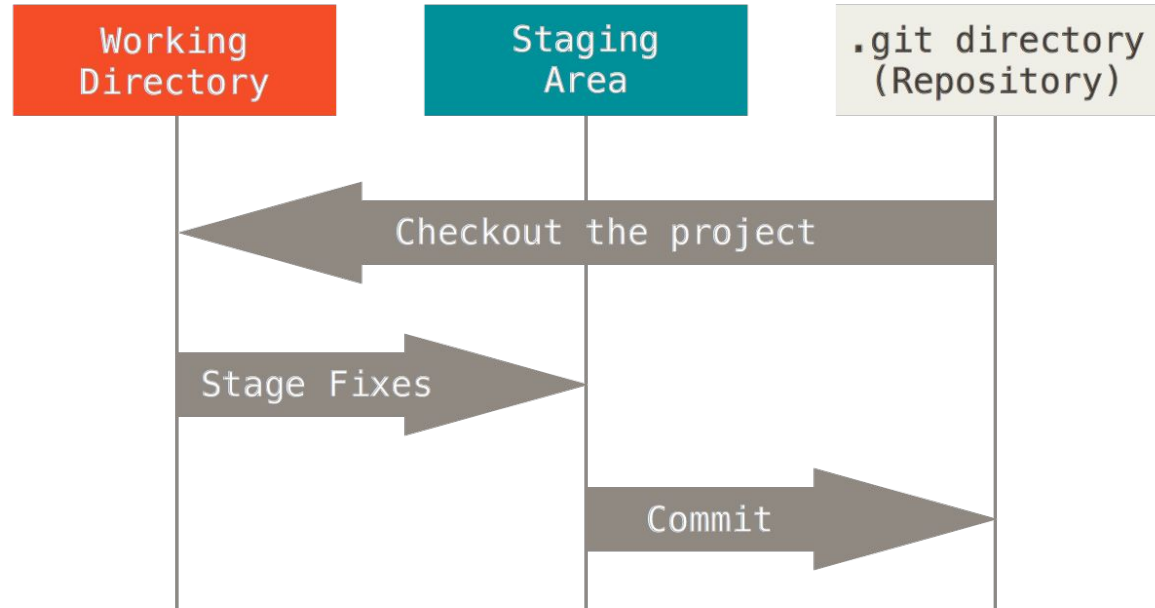 Working
Directory
Staging
Area
.git directory
(Repository)
Checkout the project
Stage Fixes
Commit